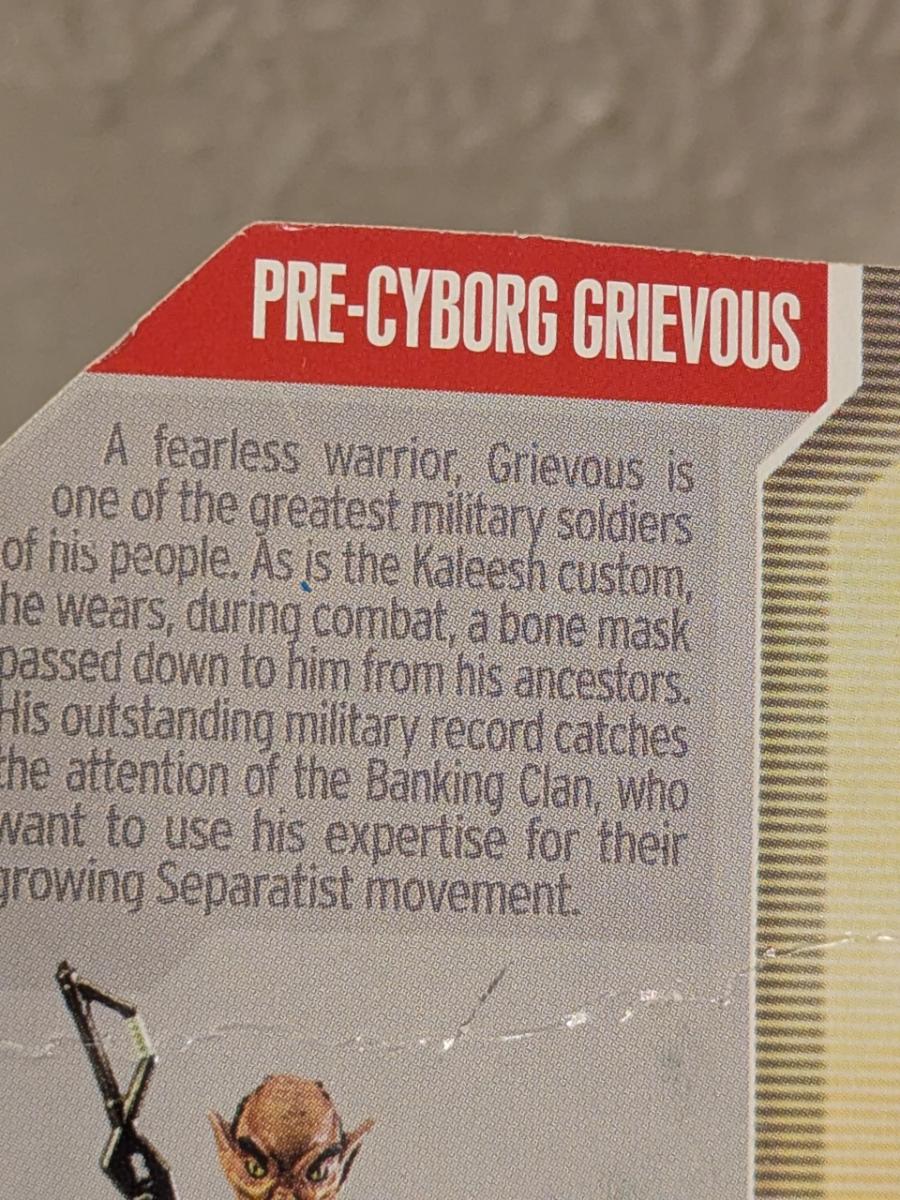 PRE-CYBORG GRIEVOUS
A fearless warrior, Grievous is
one of the greatest military soldiers
of his people. As is the Kaleesh custom,
he wears, during combat, a bone mask
passed down to him from his ancestors.
His outstanding military record catches
the attention of the Banking Clan, who
want to use his expertise for their
growing Separatist movement.